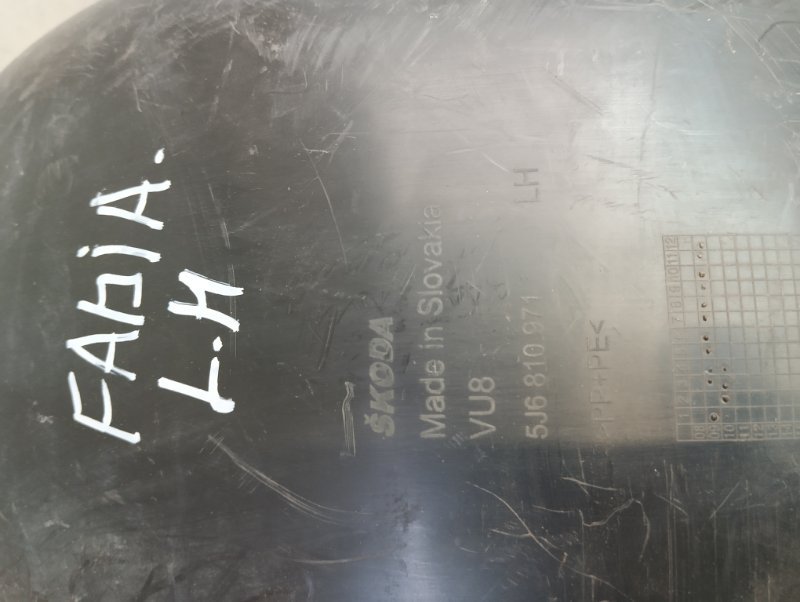 FABIA.
L.H
ŠKODA
Made in Slovakia
VU8
5J6 810 971 LH
>PP+PE<